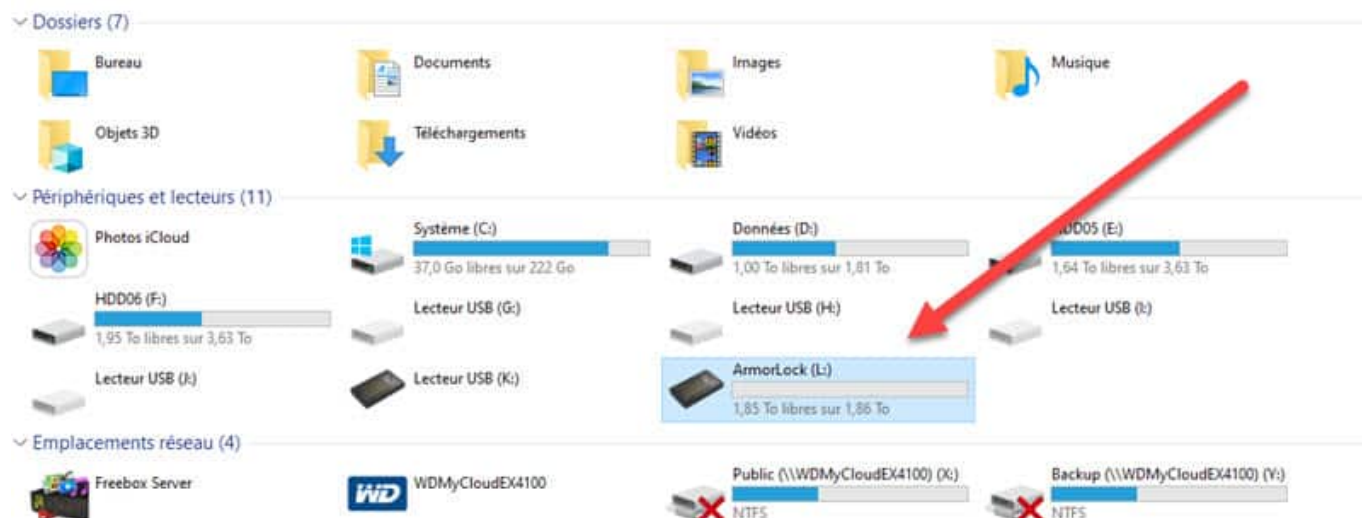 Dossiers (7)
Bureau
Documents
Images
Musique
Objets 3D
Téléchargements
Vidéos
Périphériques et lecteurs (11)
Photos iCloud
Système (C:)
37,0 Go libres sur 222 Go
Données (D:)
1,00 To libres sur 1,81 To
DD05 (E:)
1,64 To libres sur 3,63 To
HDD06 (F:)
1,95 To libres sur 3,63 To
Lecteur USB (G:)
Lecteur USB (H:)
Lecteur USB (I:)
Lecteur USB (J:)
Lecteur USB (K:)
ArmorLock (L:)
1,85 To libres sur 1,86 To
Emplacements réseau (4)
Freebox Server
WD
WDMyCloudEX4100
Public (\\WDMyCloudEX4100) (X:)
NTFS
Backup (\\WDMyCloudEX4100) (Y:)
NTFS